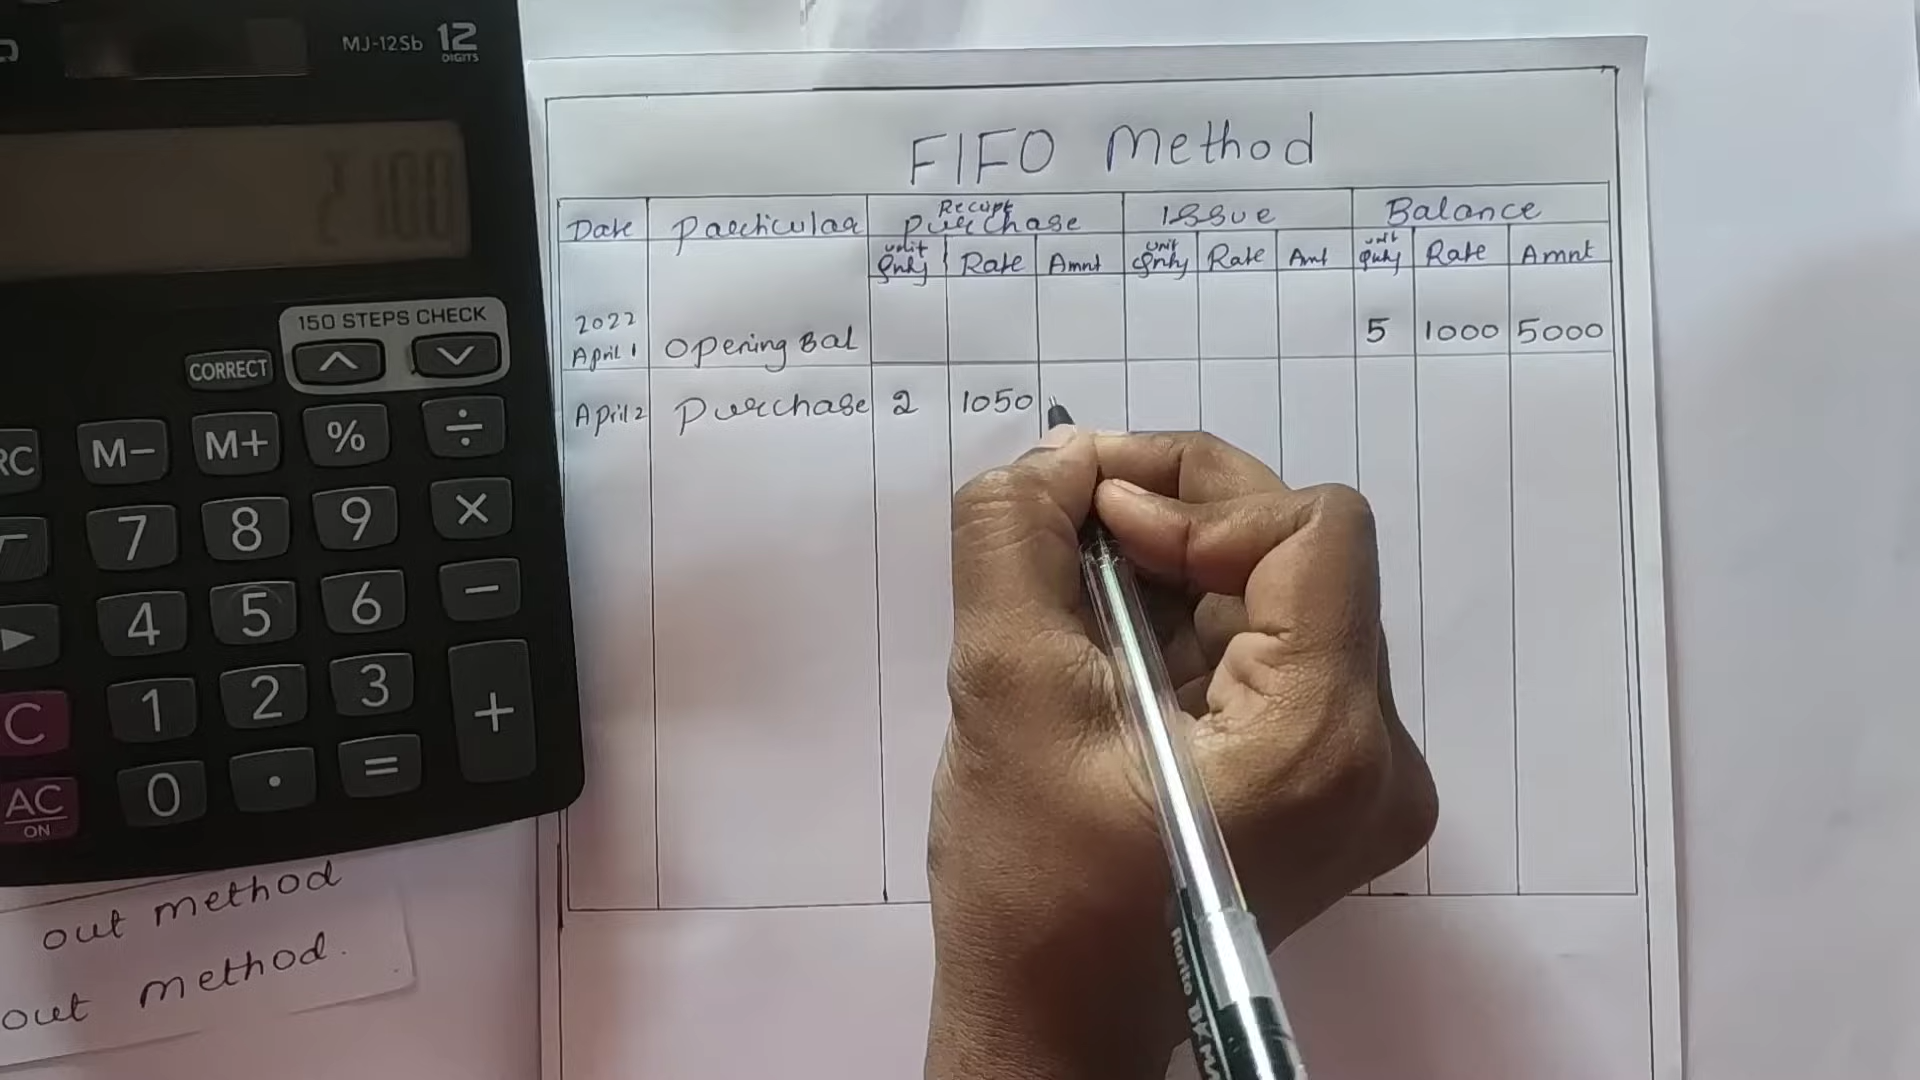 MJ-12Sb 12
DIGITS
2100
150 STEPS CHECK
CORRECT
M- M+ % ÷
7 8 9 ×
4 5 6 −
C 1 2 3 +
AC
ON
0 . =
out method
out method.
FIFO Method
Date Particular Receipt Purchase Issue Balance
unit Qnty Rate Amnt unit Qnty Rate Amt unit Qnty Rate Amnt
2022
April 1 Opening Bal 5 1000 5000
April 2 Purchase 2 1050
Rorito